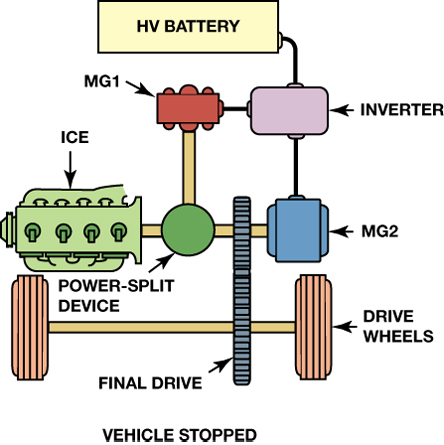 HV BATTERY
MG1
INVERTER
ICE
MG2
POWER-SPLIT
DEVICE
DRIVE
WHEELS
FINAL DRIVE
VEHICLE STOPPED